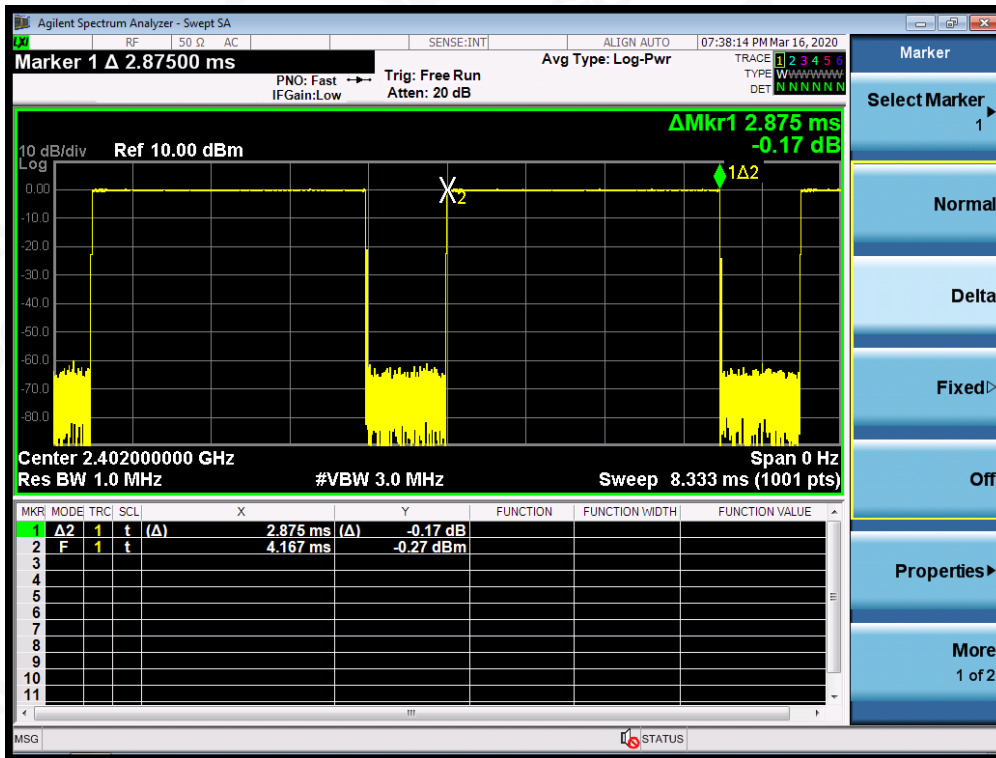 Agilent Spectrum Analyzer - Swept SA
LXI RF 50 Ω AC SENSE:INT ALIGN AUTO 07:38:14 PM Mar 16, 2020
Marker 1 Δ 2.87500 ms
PNO: Fast
IFGain:Low
Trig: Free Run
Atten: 20 dB
Avg Type: Log-Pwr
TRACE 1 2 3 4 5 6
TYPE WWWWWWW
DET N N N N N N
ΔMkr1 2.875 ms
-0.17 dB
10 dB/div Ref 10.00 dBm
Log
1Δ2
0.00
2
-10.0
-20.0
-30.0
-40.0
-50.0
-60.0
-70.0
-80.0
Center 2.402000000 GHz Span 0 Hz
Res BW 1.0 MHz #VBW 3.0 MHz Sweep 8.333 ms (1001 pts)
MKR MODE TRC SCL X Y FUNCTION FUNCTION WIDTH FUNCTION VALUE
1 Δ2 1 t (Δ) 2.875 ms (Δ) -0.17 dB
2 F 1 t 4.167 ms -0.27 dBm
3
4
5
6
7
8
9
10
11
MSG STATUS
Marker
Select Marker
1
Normal
Delta
Fixed
Off
Properties
More
1 of 2